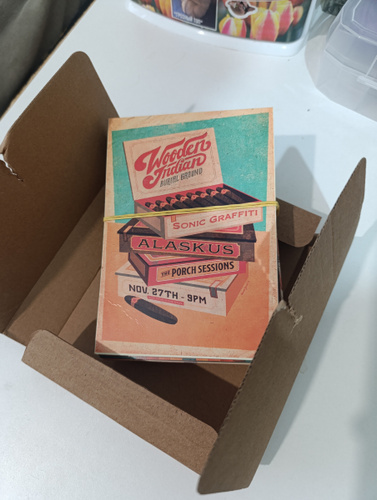 Wooden
Indian
BURIAL GROUND
SONIC GRAFFITI
ALASKUS
THE PORCH SESSIONS
NOV. 27TH - 9PM